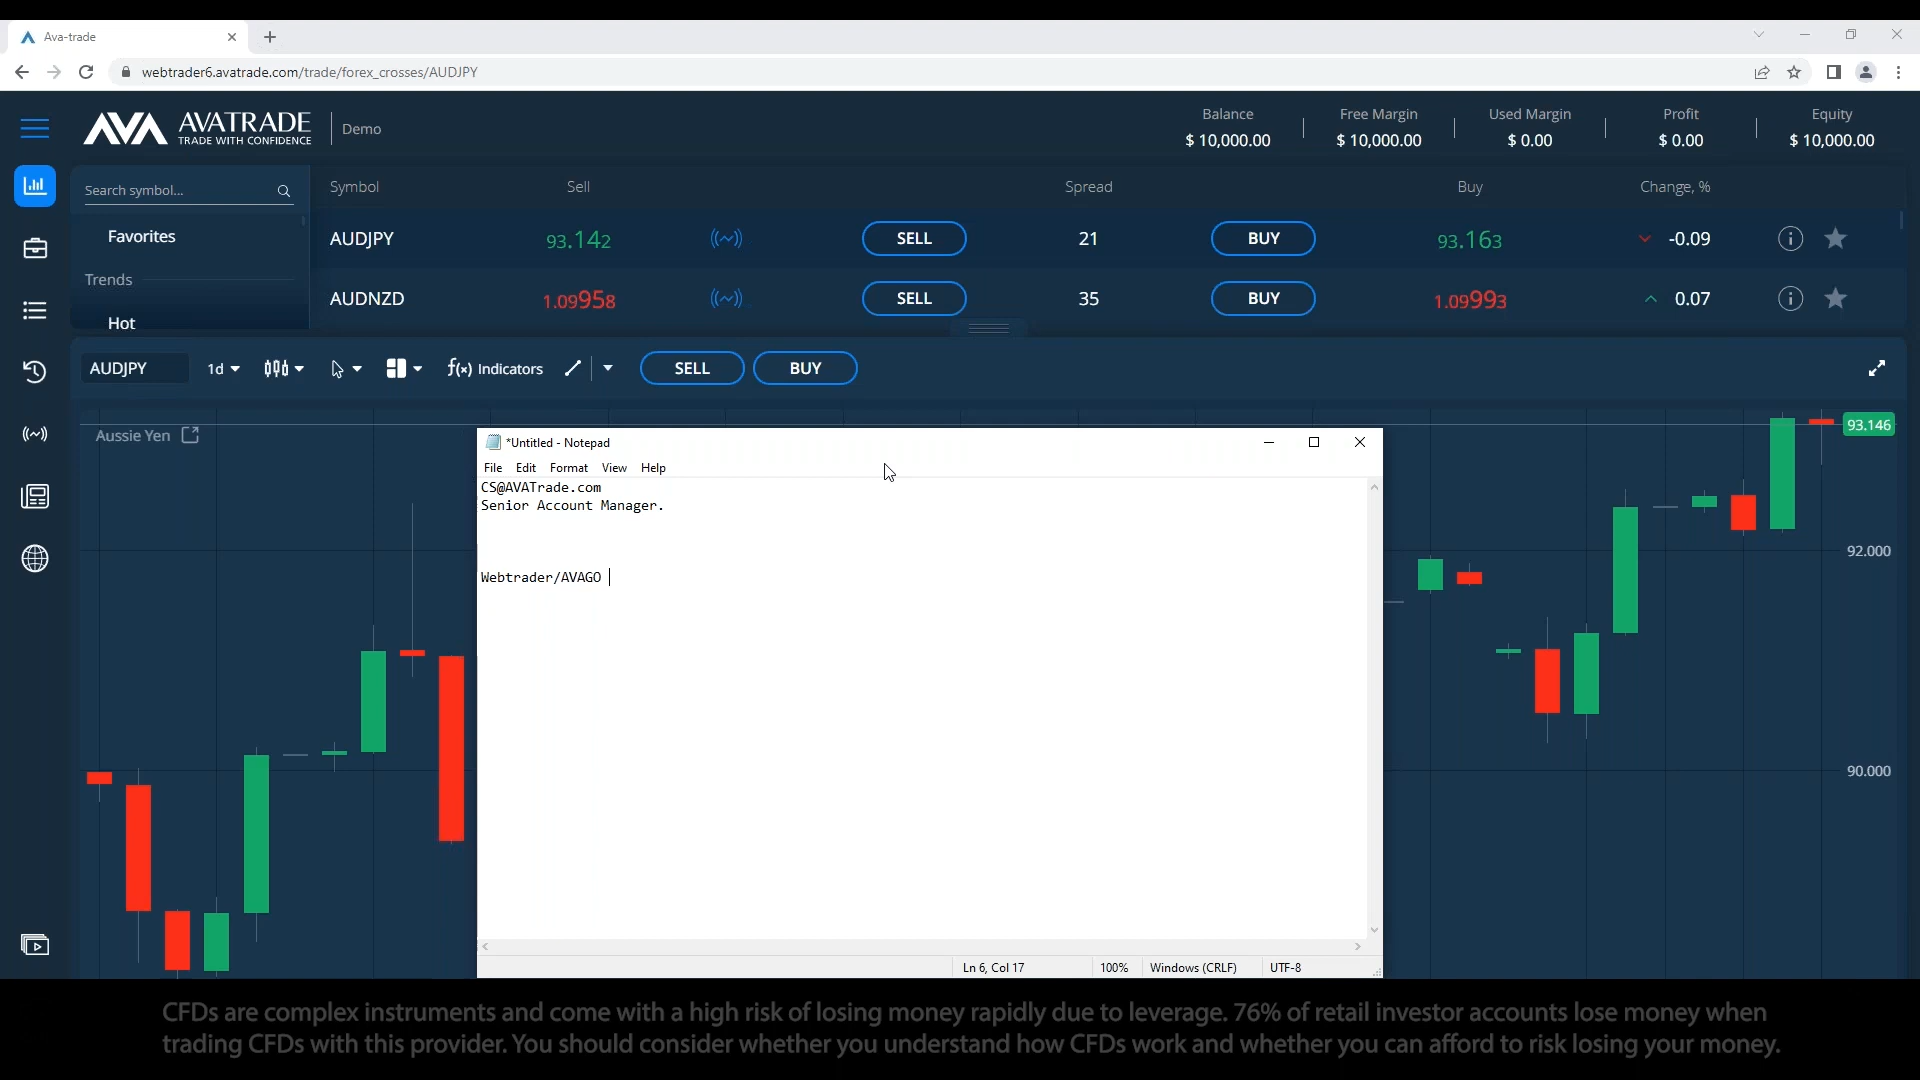 Ava-trade
webtrader6.avatrade.com/trade/forex_crosses/AUDJPY
AVA AVATRADE
TRADE WITH CONFIDENCE
Demo
Balance
$ 10,000.00
Free Margin
$ 10,000.00
Used Margin
$ 0.00
Profit
$ 0.00
Equity
$ 10,000.00
Search symbol...
Favorites
Trends
Hot
Symbol Sell Spread Buy Change, %
AUDJPY 93.142 SELL 21 BUY 93.163 -0.09
AUDNZD 1.09958 SELL 35 BUY 1.09993 0.07
AUDJPY 1d f(x) Indicators SELL BUY
Aussie Yen
93.146
92.000
90.000
*Untitled - Notepad
File Edit Format View Help
CS@AVATrade.com
Senior Account Manager.
Webtrader/AVAGO
Ln 6, Col 17 100% Windows (CRLF) UTF-8
CFDs are complex instruments and come with a high risk of losing money rapidly due to leverage. 76% of retail investor accounts lose money when
trading CFDs with this provider. You should consider whether you understand how CFDs work and whether you can afford to risk losing your money.